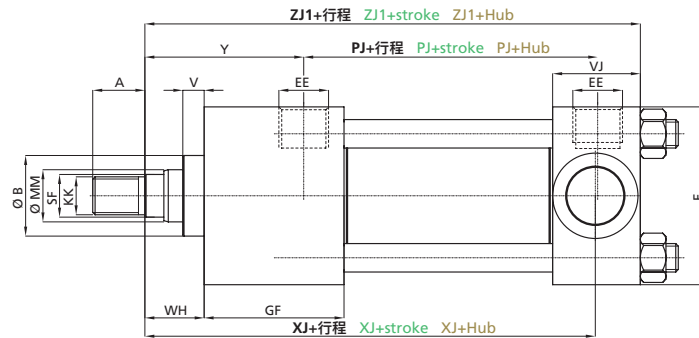 ZJ1+行程 ZJ1+stroke ZJ1+Hub
Y PJ+行程 PJ+stroke PJ+Hub
VJ
A V EE EE
Ø B
Ø MM
SF
KK
WH GF
XJ+行程 XJ+stroke XJ+Hub